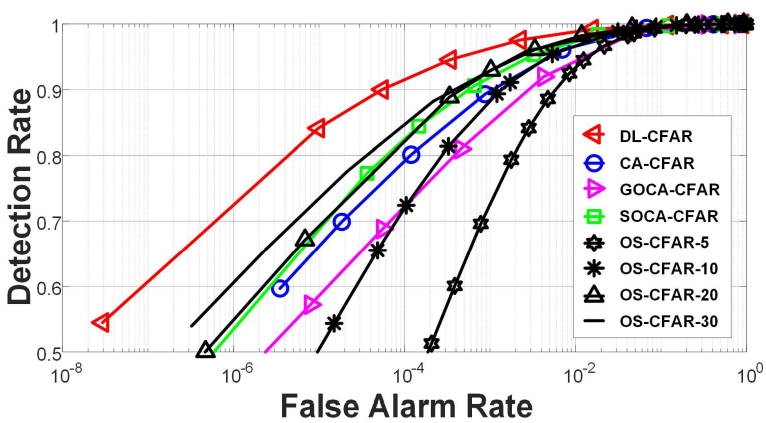 1
0.9
0.8
0.7
0.6
0.5
Detection Rate
10^-8
10^-6
10^-4
10^-2
10^0
False Alarm Rate
DL-CFAR
CA-CFAR
GOCA-CFAR
SOCA-CFAR
OS-CFAR-5
OS-CFAR-10
OS-CFAR-20
OS-CFAR-30